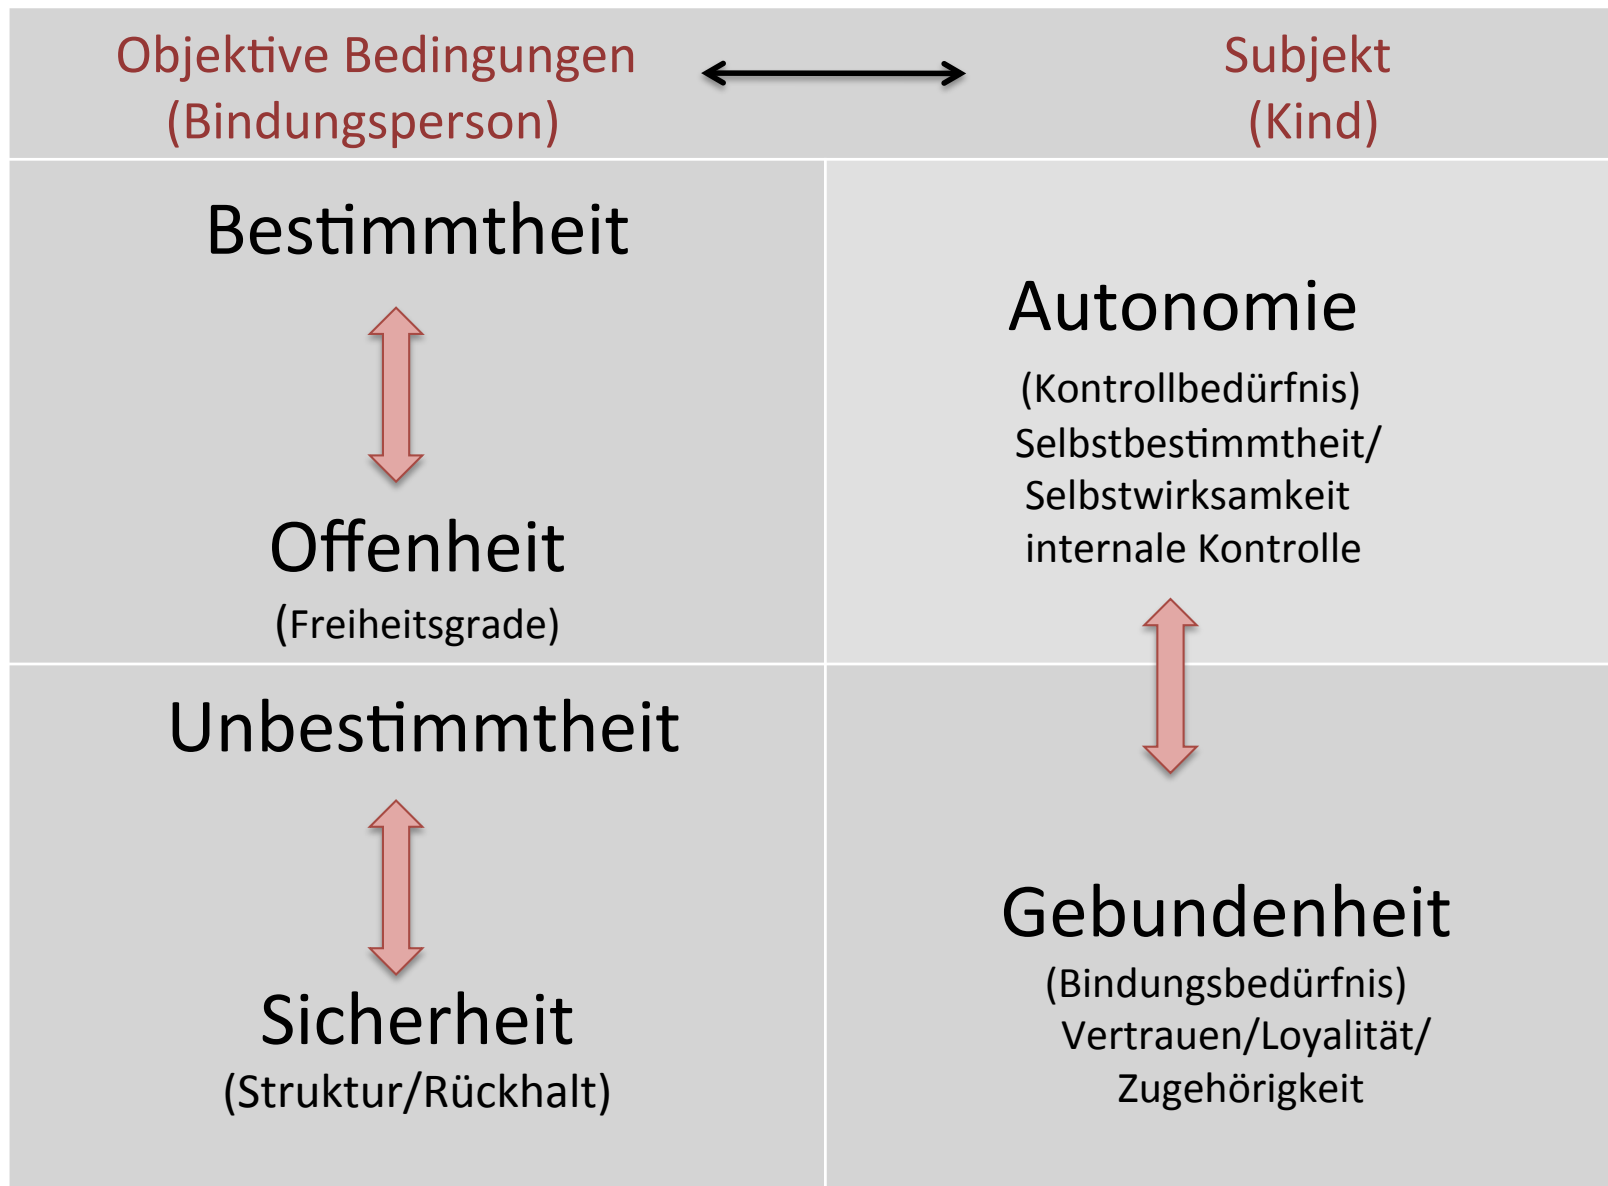 Objektive Bedingungen
(Bindungsperson)
Subjekt
(Kind)
Bestimmtheit
Offenheit
(Freiheitsgrade)
Autonomie
(Kontrollbedürfnis)
Selbstbestimmtheit/
Selbstwirksamkeit
internale Kontrolle
Unbestimmtheit
Sicherheit
(Struktur/Rückhalt)
Gebundenheit
(Bindungsbedürfnis)
Vertrauen/Loyalität/
Zugehörigkeit